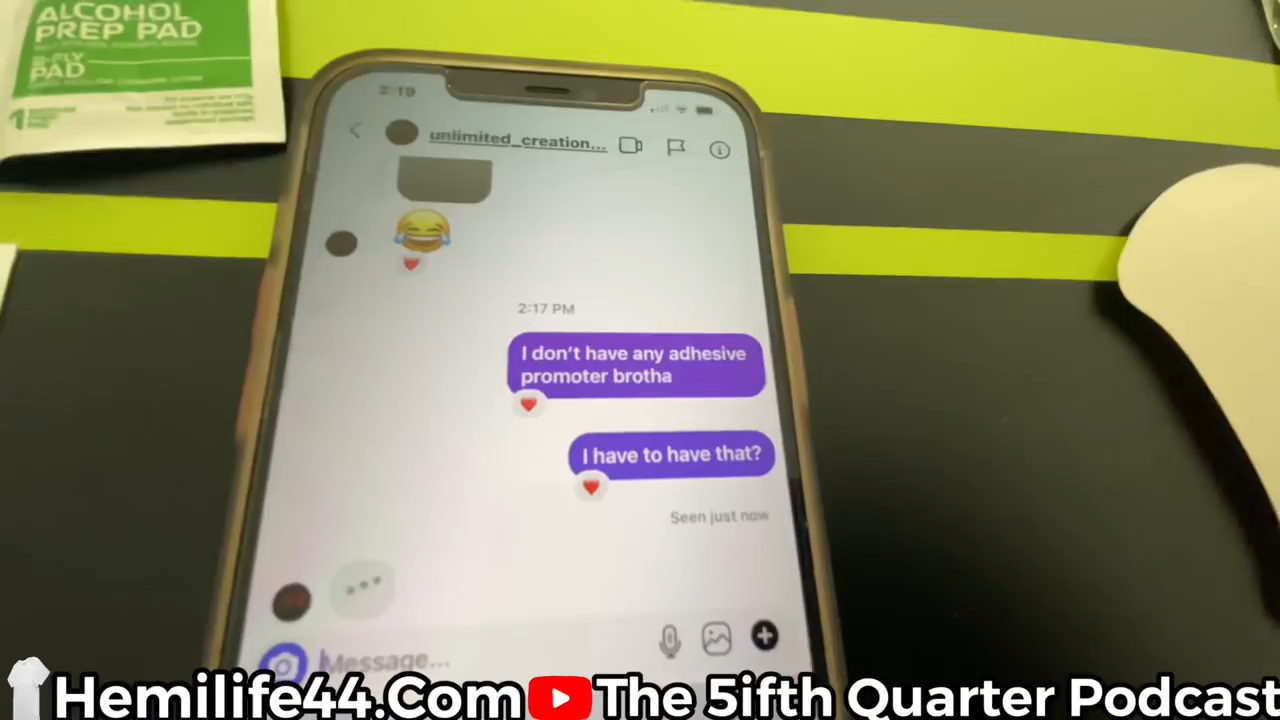 ALCOHOL
PREP PAD
PAD
2:19
unlimited_creation...
2:17 PM
I don't have any adhesive
promoter brotha
I have to have that?
Seen just now
Message...
Hemilife44.Com The 5ifth Quarter Podcast